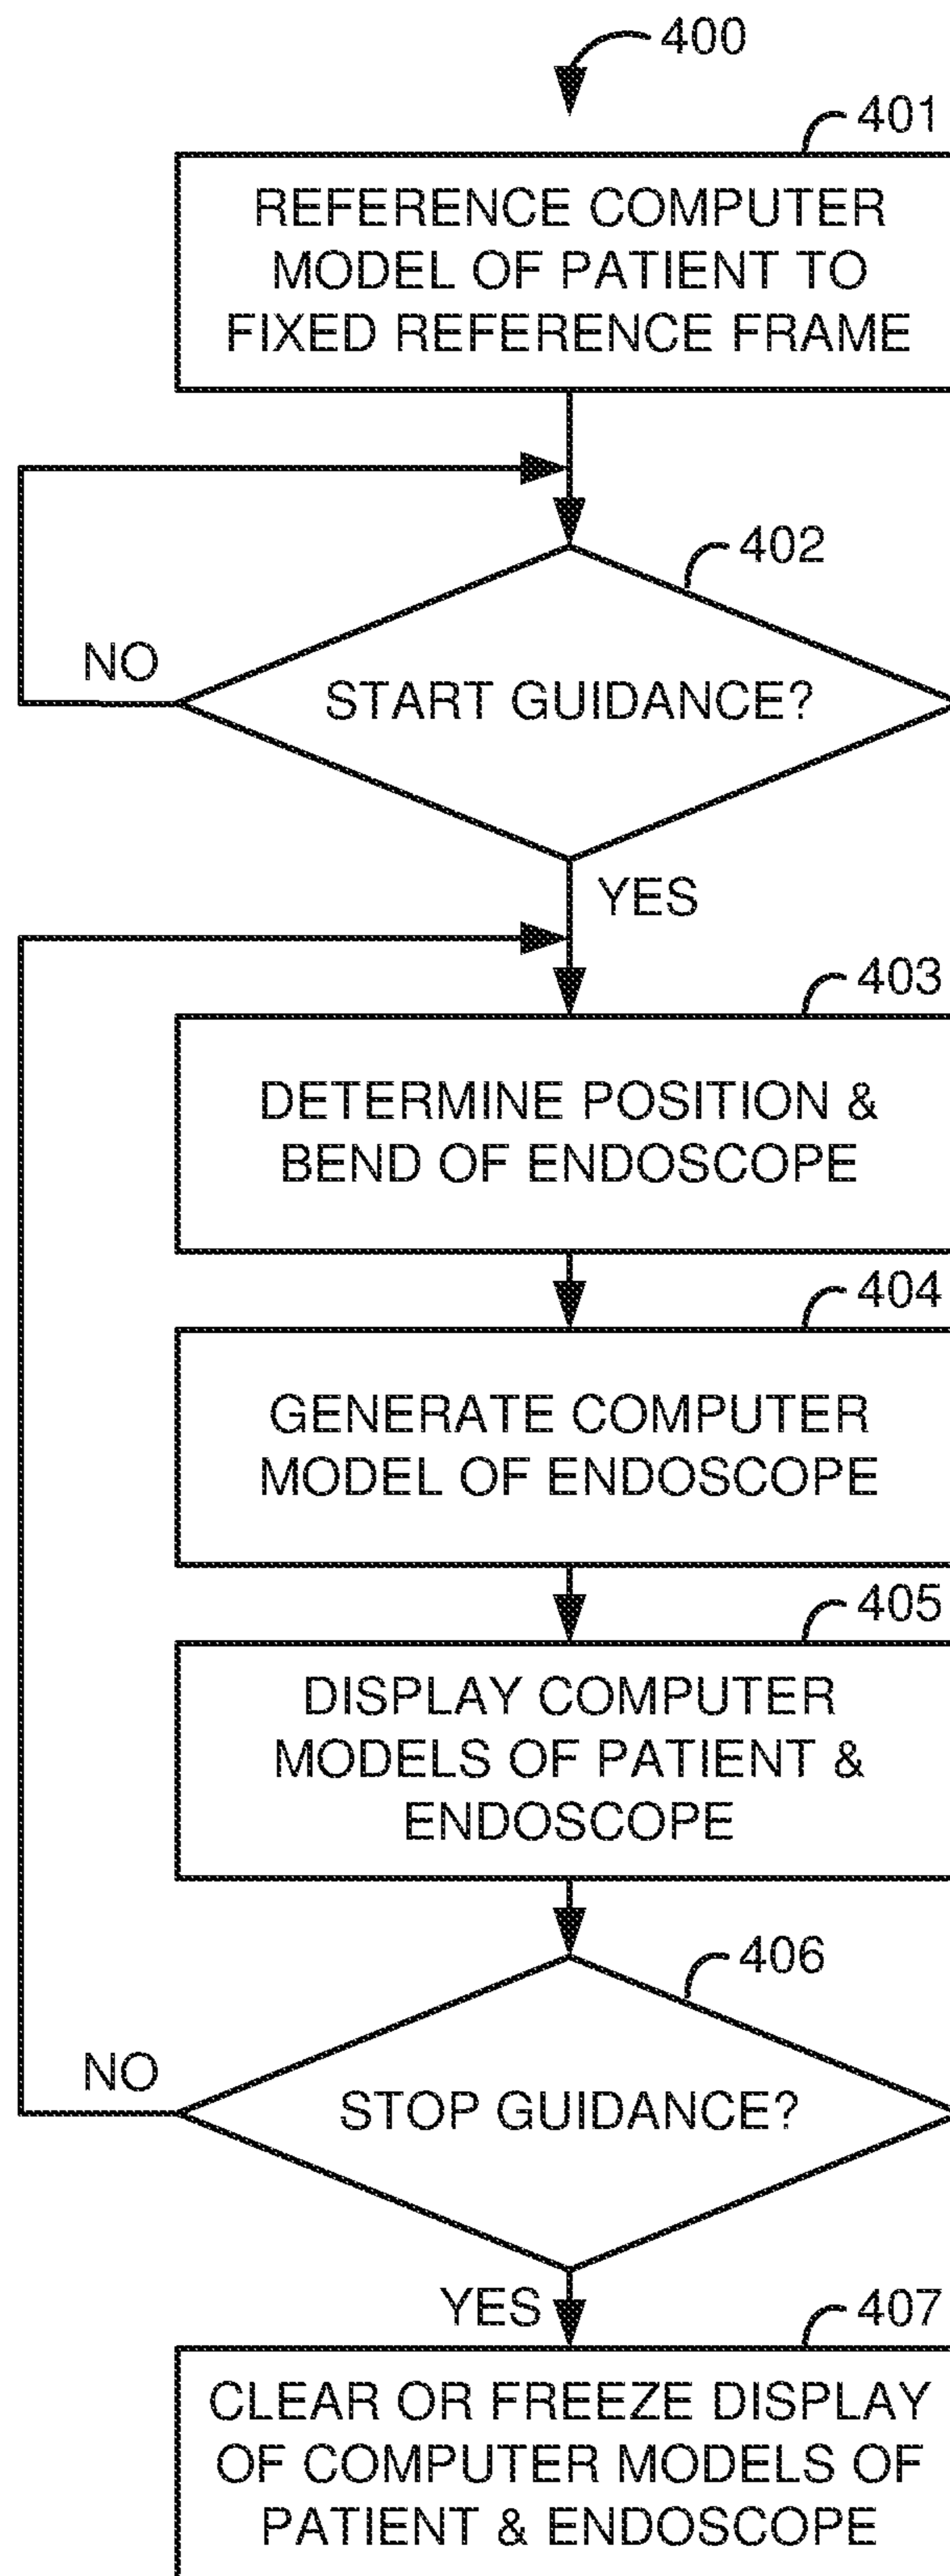 400
401
REFERENCE COMPUTER
MODEL OF PATIENT TO
FIXED REFERENCE FRAME
402
NO
START GUIDANCE?
YES
403
DETERMINE POSITION &
BEND OF ENDOSCOPE
404
GENERATE COMPUTER
MODEL OF ENDOSCOPE
405
DISPLAY COMPUTER
MODELS OF PATIENT &
ENDOSCOPE
406
NO
STOP GUIDANCE?
YES
407
CLEAR OR FREEZE DISPLAY
OF COMPUTER MODELS OF
PATIENT & ENDOSCOPE